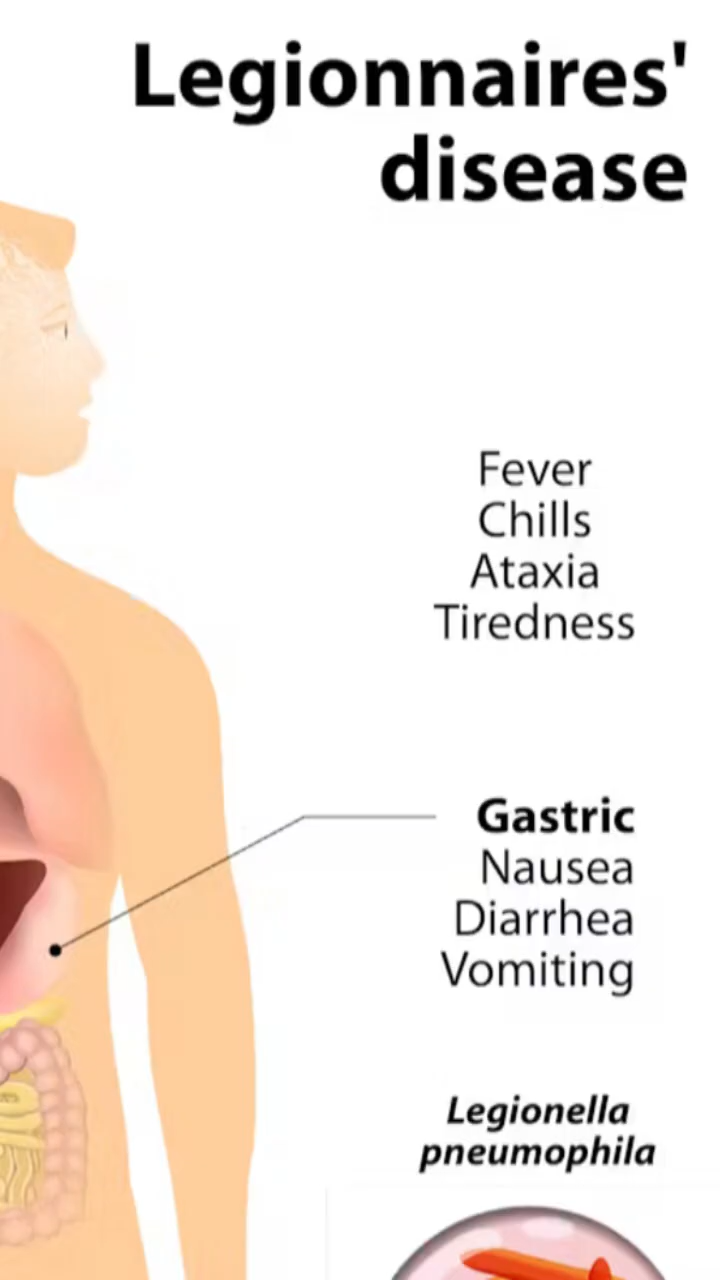 Legionnaires'
disease
Fever
Chills
Ataxia
Tiredness
Gastric
Nausea
Diarrhea
Vomiting
Legionella
pneumophila